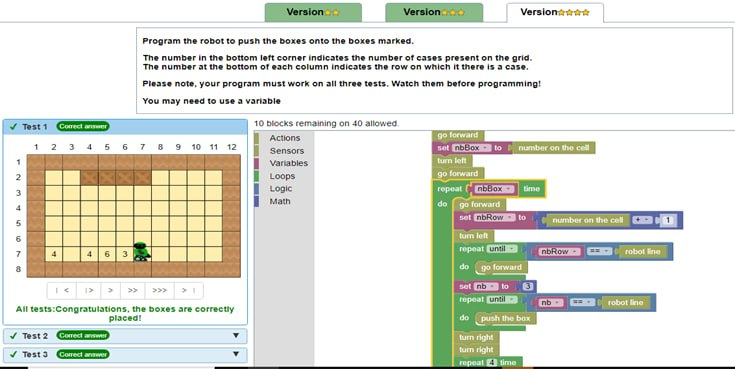 Version
Version
Version
Program the robot to push the boxes onto the boxes marked.
The number in the bottom left corner indicates the number of cases present on the grid.
The number at the bottom of each column indicates the row on which it there is a case.
Please note, your program must work on all three tests. Watch them before programming!
You may need to use a variable
Test 1 Correct answer
1 2 3 4 5 6 7 8 9 10 11 12
1
2
3
4
5
6
7 4 4 6 3
8
| < |> > >> >>> > |
All tests:Congratulations, the boxes are correctly
placed!
Test 2 Correct answer
Test 3 Correct answer
10 blocks remaining on 40 allowed.
Actions
Sensors
Variables
Loops
Logic
Math
go forward
set nbBox to number on the cell
turn left
go forward
repeat nbBox time
do go forward
set nbRow to number on the cell + 1
turn left
repeat until nbRow == robot line
do go forward
set nb to 3
repeat until nb == robot line
do push the box
turn right
turn right
repeat 4 time